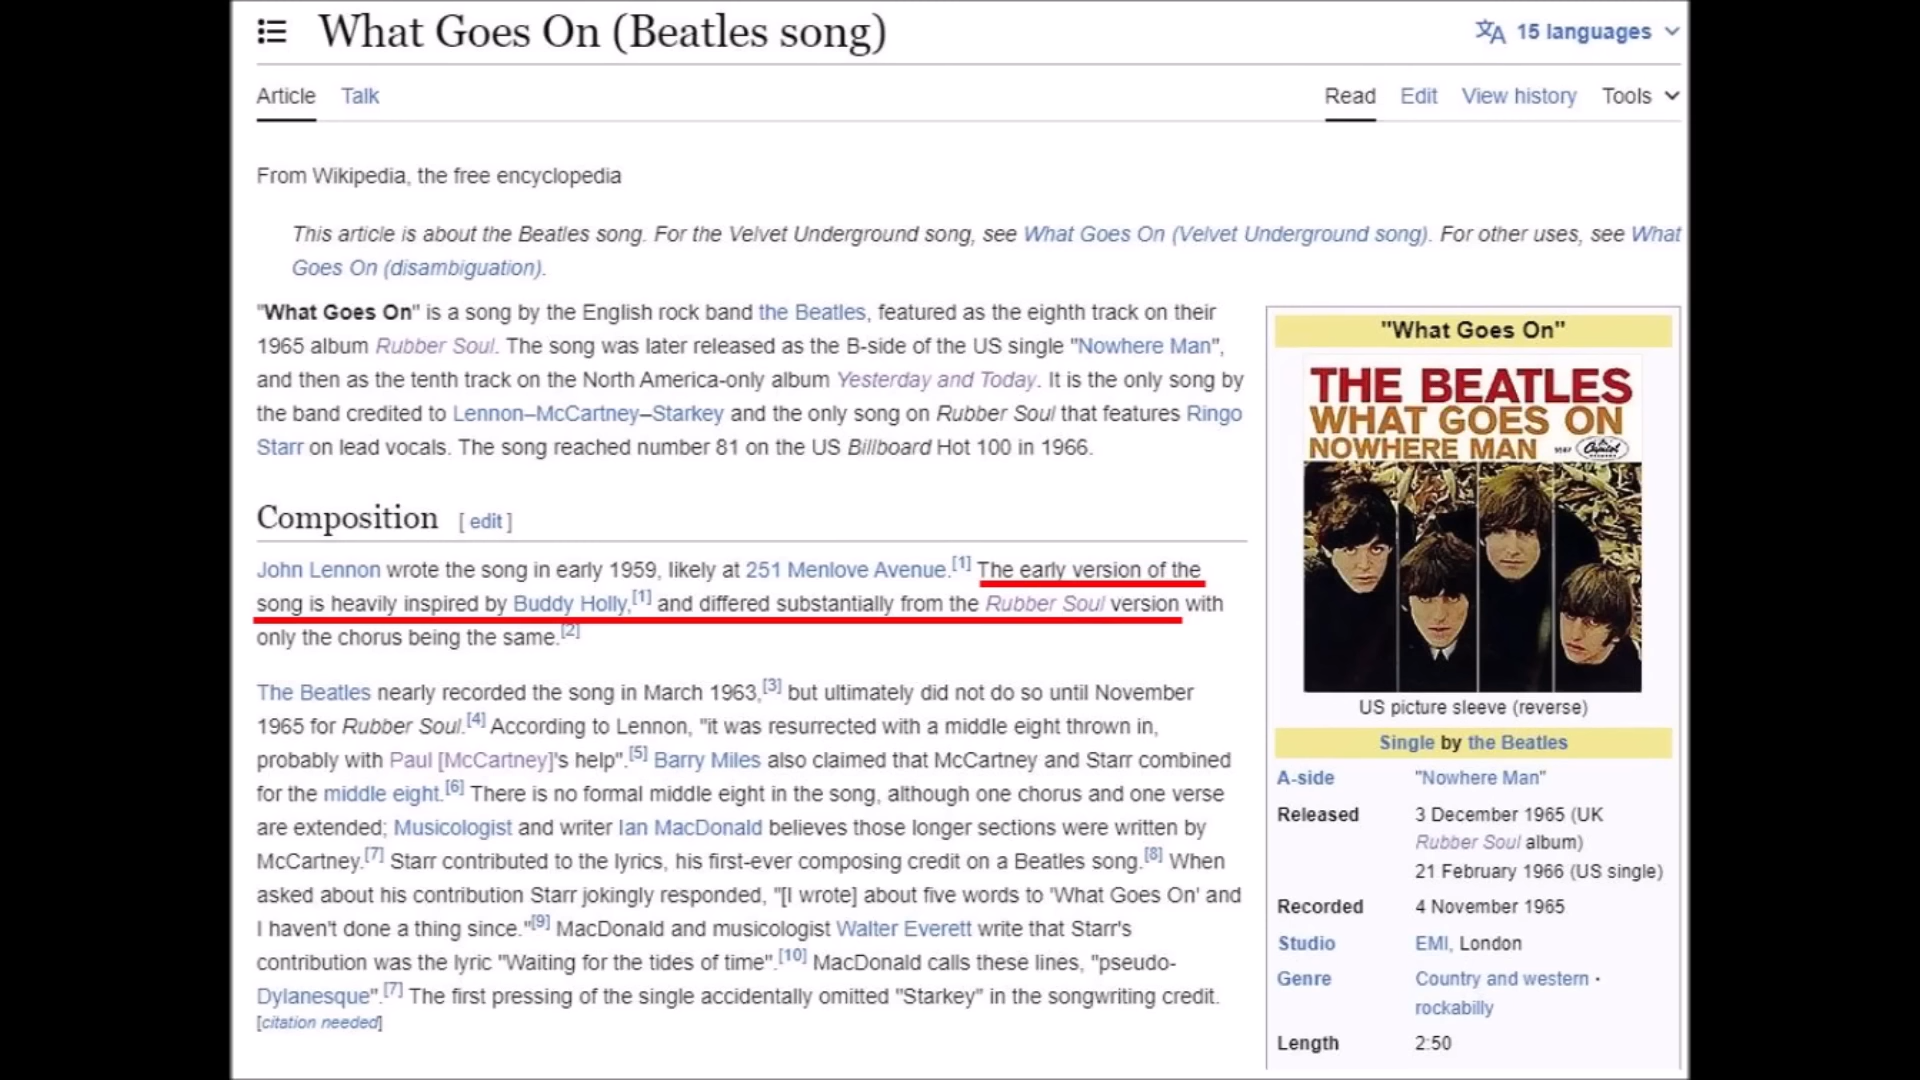 What Goes On (Beatles song)
15 languages
Article Talk
Read Edit View history Tools
From Wikipedia, the free encyclopedia
This article is about the Beatles song. For the Velvet Underground song, see What Goes On (Velvet Underground song). For other uses, see What
Goes On (disambiguation).
"What Goes On" is a song by the English rock band the Beatles, featured as the eighth track on their
1965 album Rubber Soul. The song was later released as the B-side of the US single "Nowhere Man",
and then as the tenth track on the North America-only album Yesterday and Today. It is the only song by
the band credited to Lennon–McCartney–Starkey and the only song on Rubber Soul that features Ringo
Starr on lead vocals. The song reached number 81 on the US Billboard Hot 100 in 1966.
Composition [ edit ]
John Lennon wrote the song in early 1959, likely at 251 Menlove Avenue.[1] The early version of the
song is heavily inspired by Buddy Holly,[1] and differed substantially from the Rubber Soul version with
only the chorus being the same.[2]
The Beatles nearly recorded the song in March 1963,[3] but ultimately did not do so until November
1965 for Rubber Soul.[4] According to Lennon, "it was resurrected with a middle eight thrown in,
probably with Paul [McCartney]'s help".[5] Barry Miles also claimed that McCartney and Starr combined
for the middle eight.[6] There is no formal middle eight in the song, although one chorus and one verse
are extended; Musicologist and writer Ian MacDonald believes those longer sections were written by
McCartney.[7] Starr contributed to the lyrics, his first-ever composing credit on a Beatles song.[8] When
asked about his contribution Starr jokingly responded, "[I wrote] about five words to 'What Goes On' and
I haven't done a thing since."[9] MacDonald and musicologist Walter Everett write that Starr's
contribution was the lyric "Waiting for the tides of time".[10] MacDonald calls these lines, "pseudo-
Dylanesque".[7] The first pressing of the single accidentally omitted "Starkey" in the songwriting credit.
[citation needed]
"What Goes On"
THE BEATLES
WHAT GOES ON
NOWHERE MAN
Capitol
US picture sleeve (reverse)
Single by the Beatles
A-side "Nowhere Man"
Released 3 December 1965 (UK
Rubber Soul album)
21 February 1966 (US single)
Recorded 4 November 1965
Studio EMI, London
Genre Country and western ·
rockabilly
Length 2:50